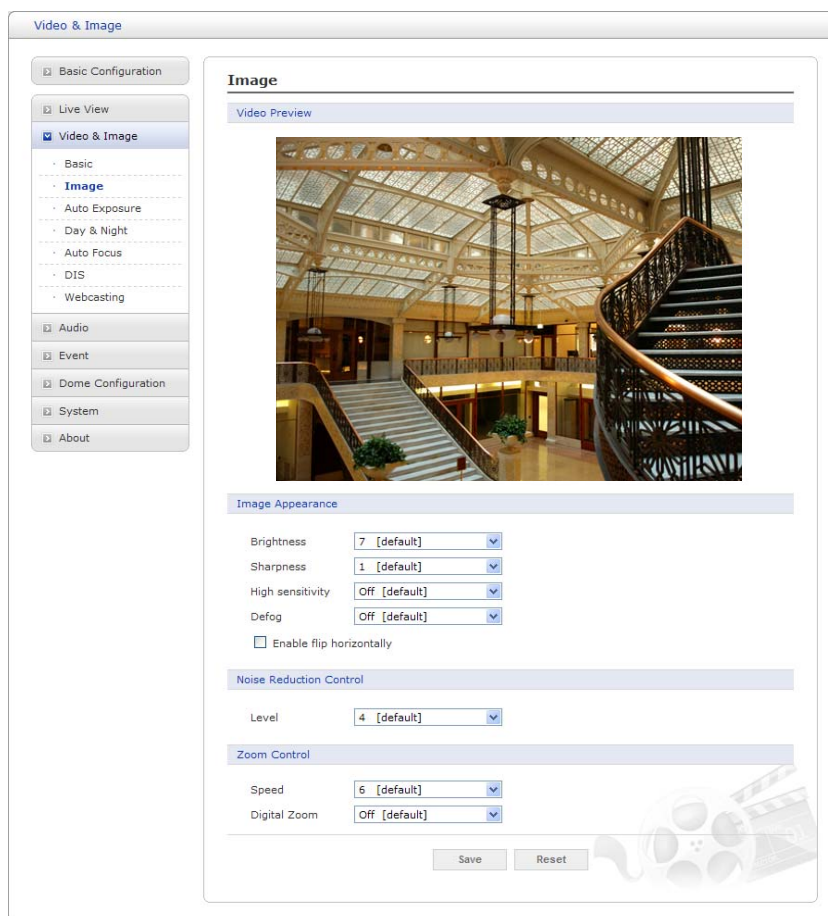 Video & Image
Basic Configuration
Live View
Video & Image
Basic
Image
Auto Exposure
Day & Night
Auto Focus
DIS
Webcasting
Audio
Event
Dome Configuration
System
About
Image
Video Preview
Image Appearance
Brightness 7 [default]
Sharpness 1 [default]
High sensitivity Off [default]
Defog Off [default]
Enable flip horizontally
Noise Reduction Control
Level 4 [default]
Zoom Control
Speed 6 [default]
Digital Zoom Off [default]
Save Reset